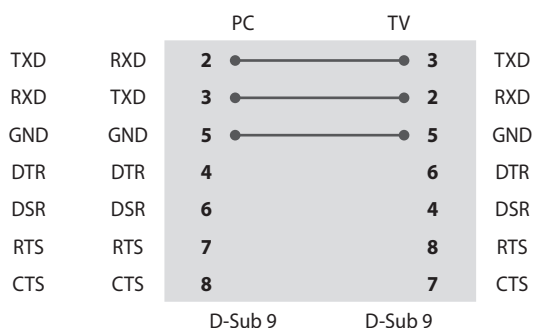 PC TV
TXD RXD 2 3 TXD
RXD TXD 3 2 RXD
GND GND 5 5 GND
DTR DTR 4 6 DTR
DSR DSR 6 4 DSR
RTS RTS 7 8 RTS
CTS CTS 8 7 CTS
D-Sub 9 D-Sub 9